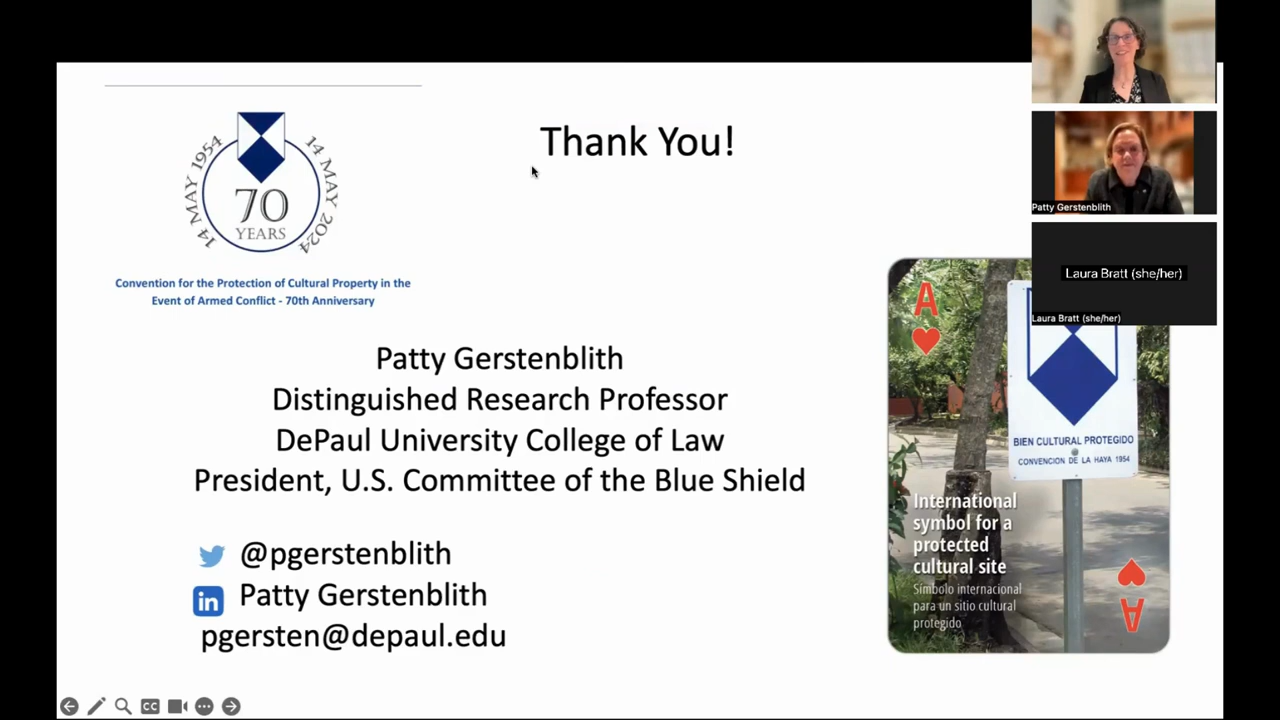 Thank You!
14 MAY 1954
14 MAY 2024
70
YEARS
Convention for the Protection of Cultural Property in the
Event of Armed Conflict - 70th Anniversary
Patty Gerstenblith
Distinguished Research Professor
DePaul University College of Law
President, U.S. Committee of the Blue Shield
@pgerstenblith
in
Patty Gerstenblith
pgersten@depaul.edu
A
BIEN CULTURAL PROTEGIDO
CONVENCION DE LA HAYA 1954
International
symbol for a
protected
cultural site
Símbolo internacional
para un sitio cultural
protegido
A
Patty Gerstenblith
Laura Bratt (she/her)
Laura Bratt (she/her)
CC